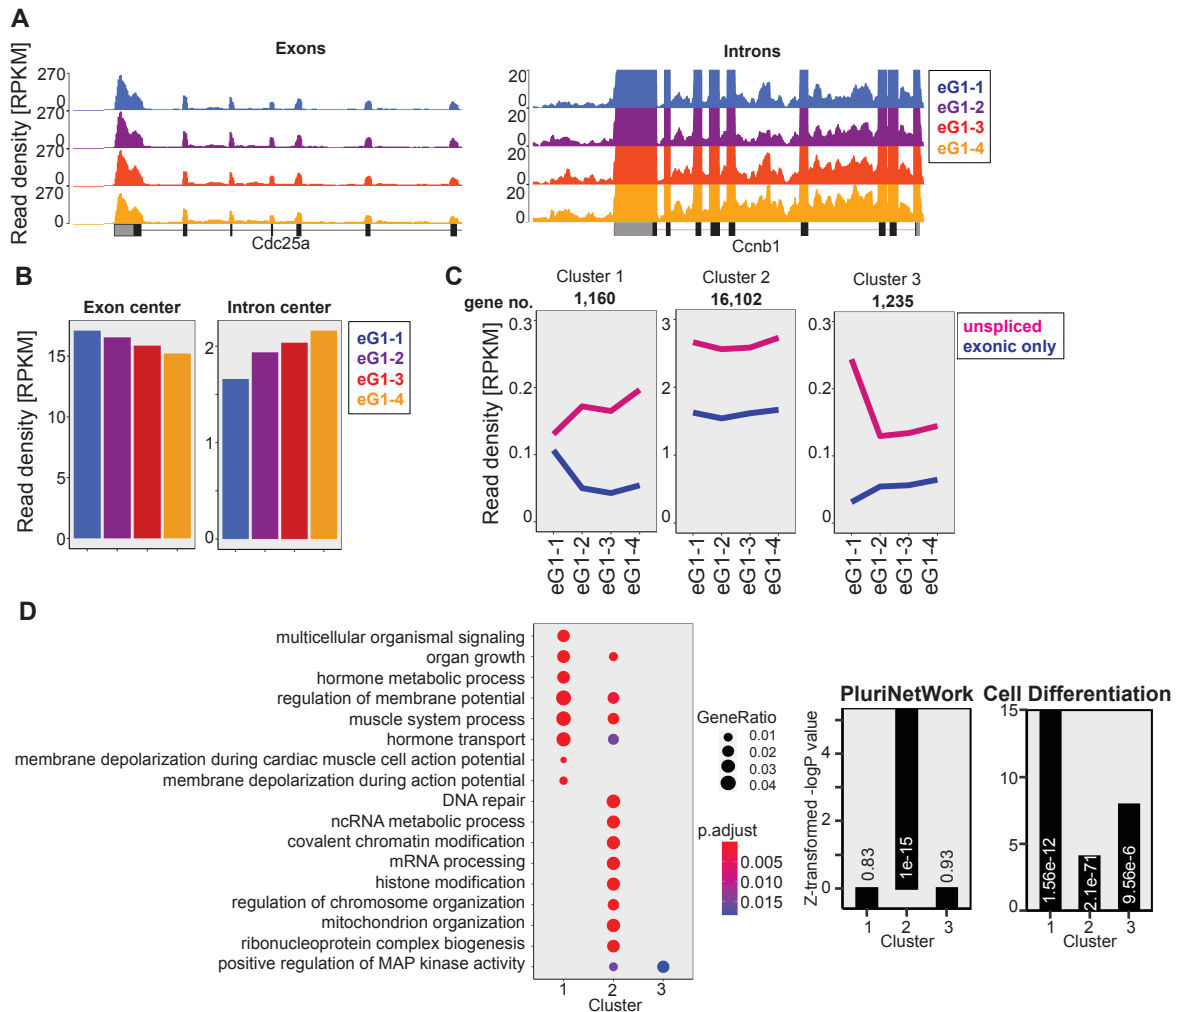 A
Exons
Introns
Read density [RPKM]
270
0
270
0
270
0
270
0
Cdc25a
20
0
20
0
20
0
20
0
Ccnb1
eG1-1
eG1-2
eG1-3
eG1-4
B
Exon center
Intron center
Read density [RPKM]
15
10
5
0
2
1
0
eG1-1
eG1-2
eG1-3
eG1-4
C
Cluster 1
Cluster 2
Cluster 3
gene no.
1,160
16,102
1,235
Read density [RPKM]
0.3
0.2
0.1
0
3
2
1
0
0.3
0.2
0.1
0
eG1-1
eG1-2
eG1-3
eG1-4
eG1-1
eG1-2
eG1-3
eG1-4
eG1-1
eG1-2
eG1-3
eG1-4
unspliced
exonic only
D
multicellular organismal signaling
organ growth
hormone metabolic process
regulation of membrane potential
muscle system process
hormone transport
membrane depolarization during cardiac muscle cell action potential
membrane depolarization during action potential
DNA repair
ncRNA metabolic process
covalent chromatin modification
mRNA processing
histone modification
regulation of chromosome organization
mitochondrion organization
ribonucleoprotein complex biogenesis
positive regulation of MAP kinase activity
1 2 3
Cluster
GeneRatio
0.01
0.02
0.03
0.04
p.adjust
0.005
0.010
0.015
PluriNetWork
Z-transformed -logP value
4
2
0
0.83
1e-15
0.93
1 2 3
Cluster
Cell Differentiation
15
10
5
0
1.56e-12
2.1e-71
9.56e-6
1 2 3
Cluster